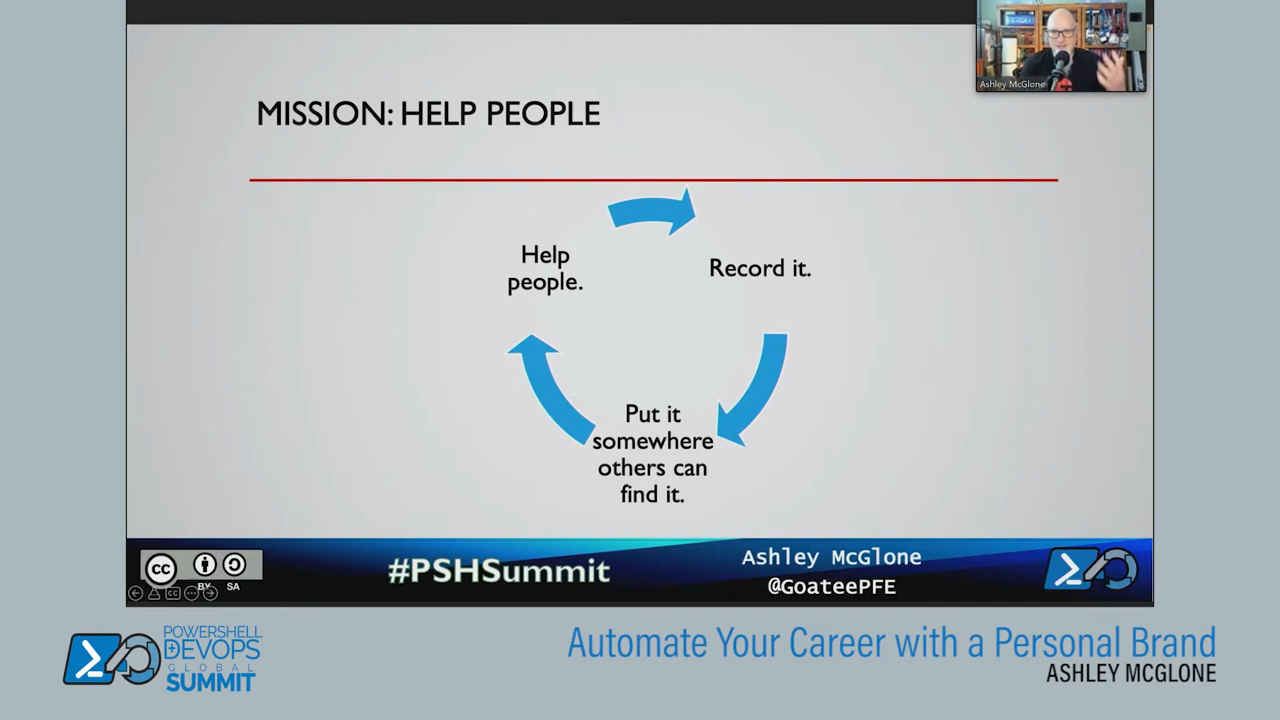 Ashley McGlone
MISSION: HELP PEOPLE
Help
people.
Record it.
Put it
somewhere
others can
find it.
cc
BY SA
#PSHSummit
Ashley McGlone
@GoateePFE
POWERSHELL
DEVOPS
GLOBAL
SUMMIT
Automate Your Career with a Personal Brand
ASHLEY MCGLONE